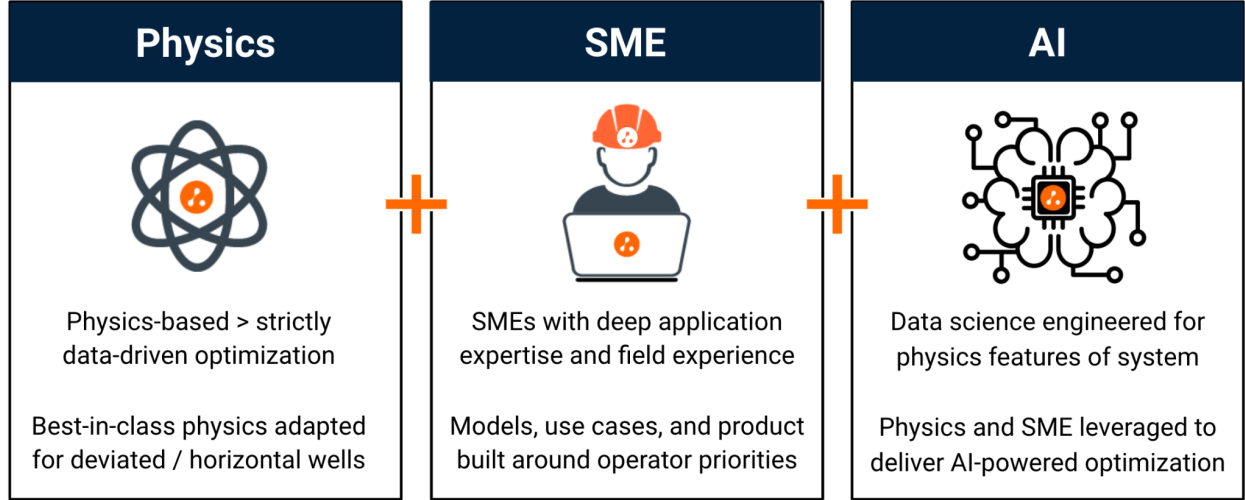 Physics
Physics-based > strictly
data-driven optimization
Best-in-class physics adapted
for deviated / horizontal wells
SME
SMEs with deep application
expertise and field experience
Models, use cases, and product
built around operator priorities
AI
Data science engineered for
physics features of system
Physics and SME leveraged to
deliver AI-powered optimization